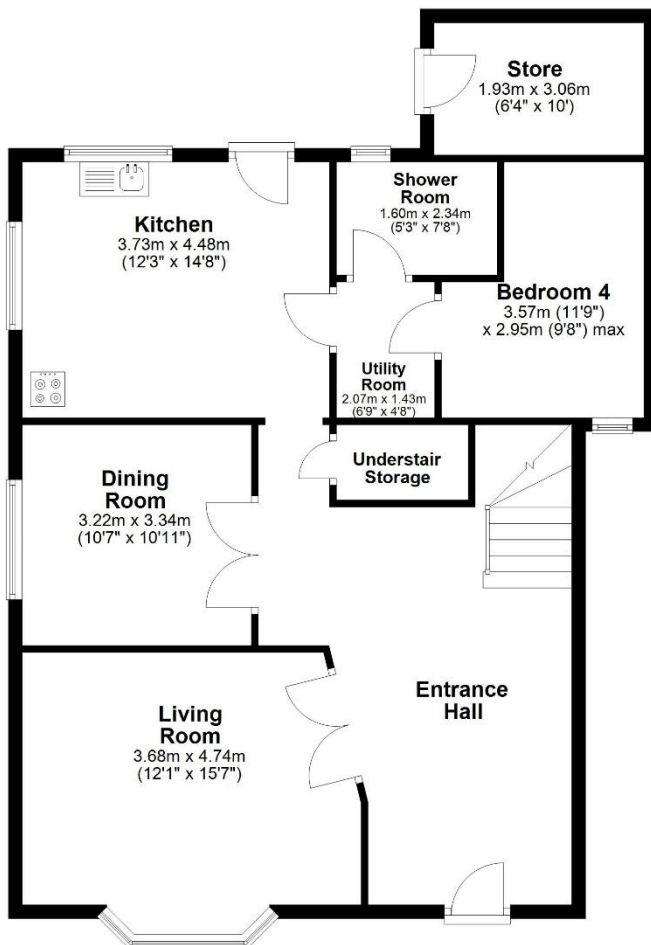 Store
1.93m x 3.06m
(6'4" x 10')
Shower
Room
1.60m x 2.34m
(5'3" x 7'8")
Kitchen
3.73m x 4.48m
(12'3" x 14'8")
Bedroom 4
3.57m (11'9")
x 2.95m (9'8") max
Utility
Room
2.07m x 1.43m
(6'9" x 4'8")
Understair
Storage
Dining
Room
3.22m x 3.34m
(10'7" x 10'11")
Entrance
Hall
Living
Room
3.68m x 4.74m
(12'1" x 15'7")